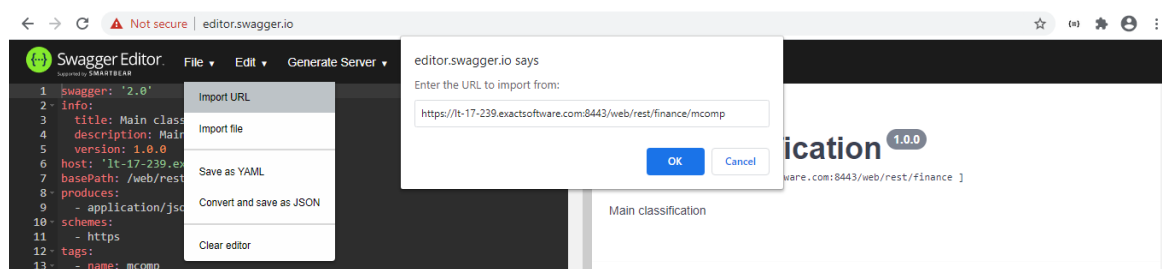 Not secure | editor.swagger.io
{··} Swagger Editor.
Supported by SMARTBEAR
File ▾ Edit ▾ Generate Server ▾
Import URL
Import file
Save as YAML
Convert and save as JSON
Clear editor
editor.swagger.io says
Enter the URL to import from:
https://lt-17-239.exactsoftware.com:8443/web/rest/finance/mcomp
OK Cancel
1 swagger: '2.0'
2 info:
3 title: Main class
4 description: Main
5 version: 1.0.0
6 host: 'lt-17-239.ex
7 basePath: /web/rest
8 produces:
9 - application/jso
10 schemes:
11 - https
12 tags:
13 - name: mcomp
ication 1.0.0
ware.com:8443/web/rest/finance ]
Main classification